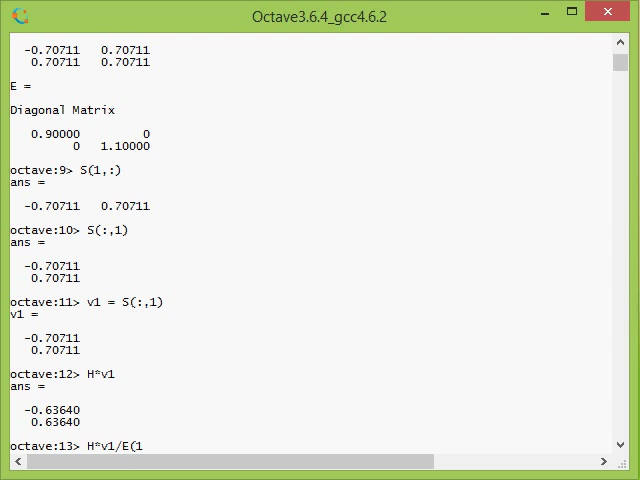 Octave3.6.4_gcc4.6.2
-0.70711 0.70711
0.70711 0.70711
E =
Diagonal Matrix
0.90000 0
0 1.10000
octave:9> S(1,:)
ans =
-0.70711 0.70711
octave:10> S(:,1)
ans =
-0.70711
0.70711
octave:11> v1 = S(:,1)
v1 =
-0.70711
0.70711
octave:12> H*v1
ans =
-0.63640
0.63640
octave:13> H*v1/E(1